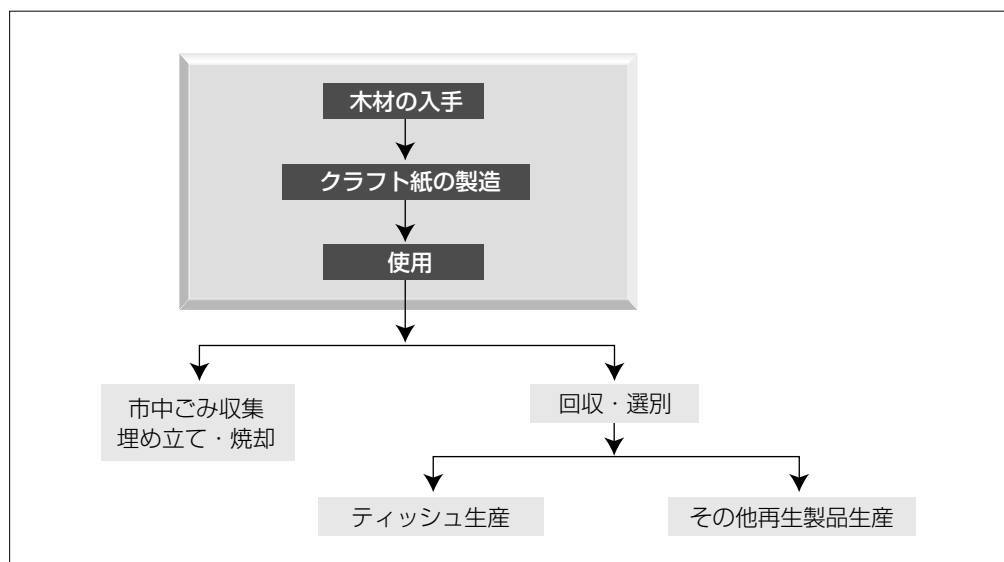 木材の入手
クラフト紙の製造
使用
市中ごみ収集
埋め立て・焼却
回収・選別
ティッシュ生産
その他再生製品生産